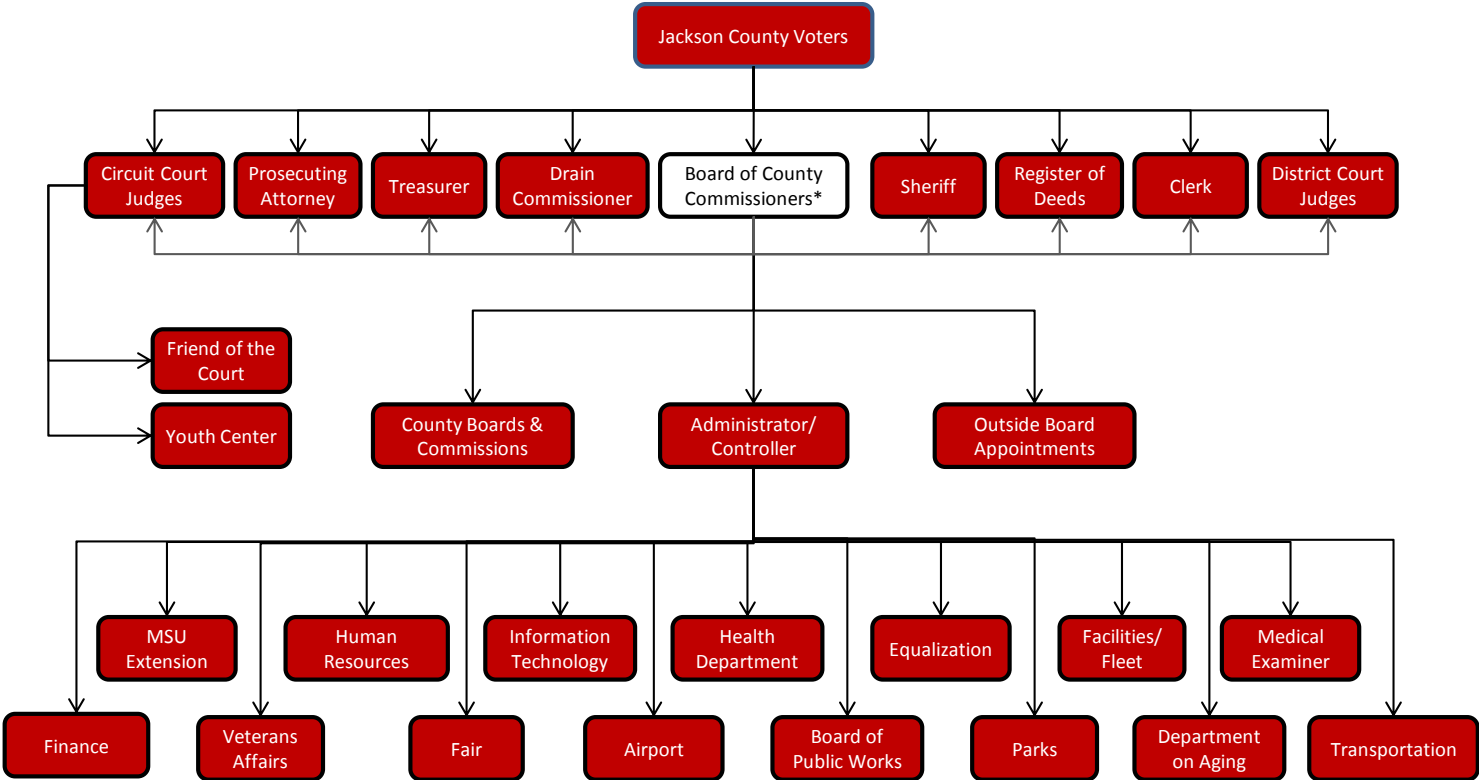 Jackson County Voters
Circuit Court
Judges
Prosecuting
Attorney
Treasurer
Drain
Commissioner
Board of County
Commissioners*
Sheriff
Register of
Deeds
Clerk
District Court
Judges
Friend of the
Court
Youth Center
County Boards &
Commissions
Administrator/
Controller
Outside Board
Appointments
MSU
Extension
Human
Resources
Information
Technology
Health
Department
Equalization
Facilities/
Fleet
Medical
Examiner
Finance
Veterans
Affairs
Fair
Airport
Board of
Public Works
Parks
Department
on Aging
Transportation